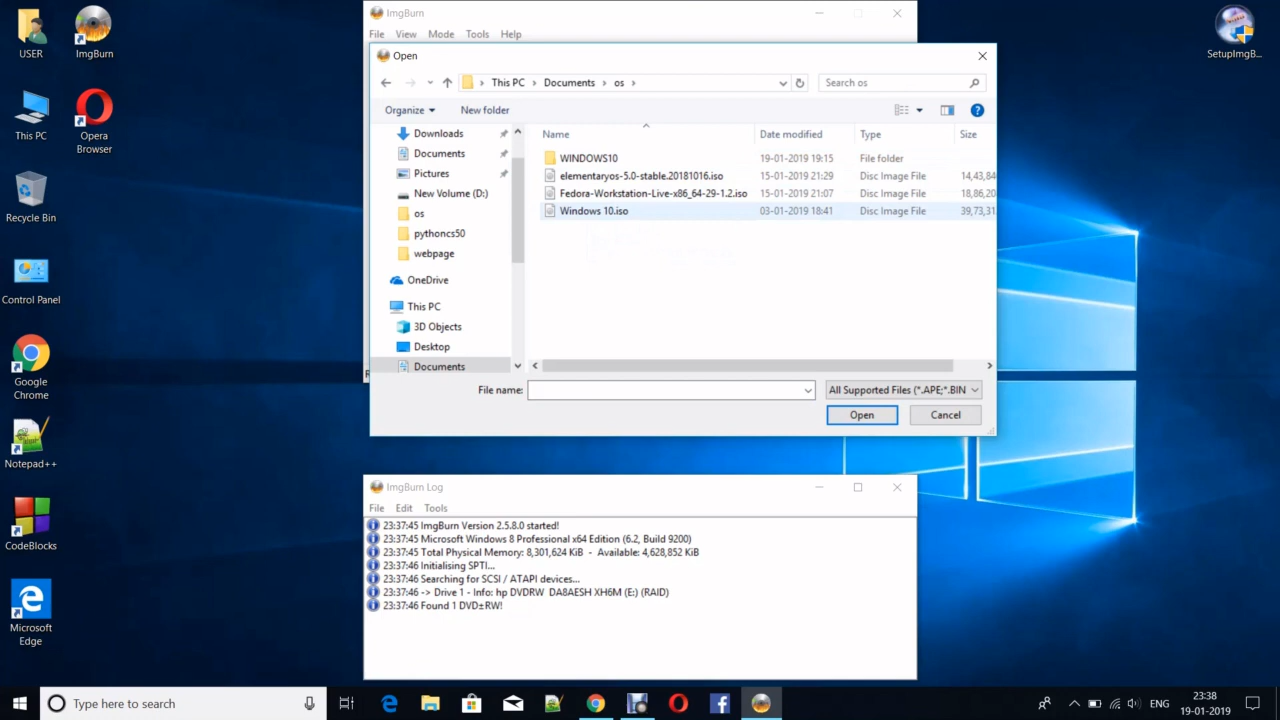 USER
ImgBurn
This PC
Opera
Browser
Recycle Bin
Control Panel
Google
Chrome
Notepad++
CodeBlocks
Microsoft
Edge
SetupImgB...
ImgBurn
File View Mode Tools Help
Open
This PC > Documents > os >
Search os
Organize
New folder
Name
Date modified
Type
Size
Downloads
Documents
Pictures
New Volume (D:)
os
pythoncs50
webpage
OneDrive
This PC
3D Objects
Desktop
Documents
WINDOWS10 19-01-2019 19:15 File folder
elementaryos-5.0-stable.20181016.iso 15-01-2019 21:29 Disc Image File 14,43,84
Fedora-Workstation-Live-x86_64-29-1.2.iso 15-01-2019 21:07 Disc Image File 18,86,20
Windows 10.iso 03-01-2019 18:41 Disc Image File 39,73,31
File name:
All Supported Files (*.APE;*.BIN
Open
Cancel
ImgBurn Log
File Edit Tools
23:37:45 ImgBurn Version 2.5.8.0 started!
23:37:45 Microsoft Windows 8 Professional x64 Edition (6.2, Build 9200)
23:37:45 Total Physical Memory: 8,301,624 KiB - Available: 4,628,852 KiB
23:37:46 Initialising SPTI...
23:37:46 Searching for SCSI / ATAPI devices...
23:37:46 -> Drive 1 - Info: hp DVDRW DA8AESH XH6M (E:) (RAID)
23:37:46 Found 1 DVD±RW!
Type here to search
ENG
23:38
19-01-2019